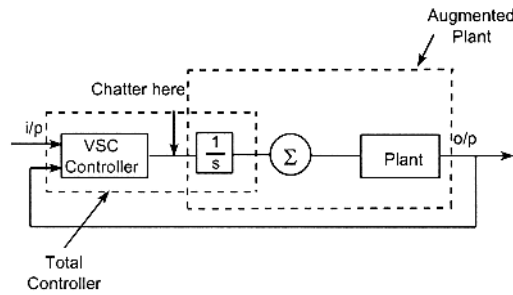 Augmented
Plant
Chatter here
i/p
VSC
Controller
1
s
Σ
Plant
o/p
Total
Controller